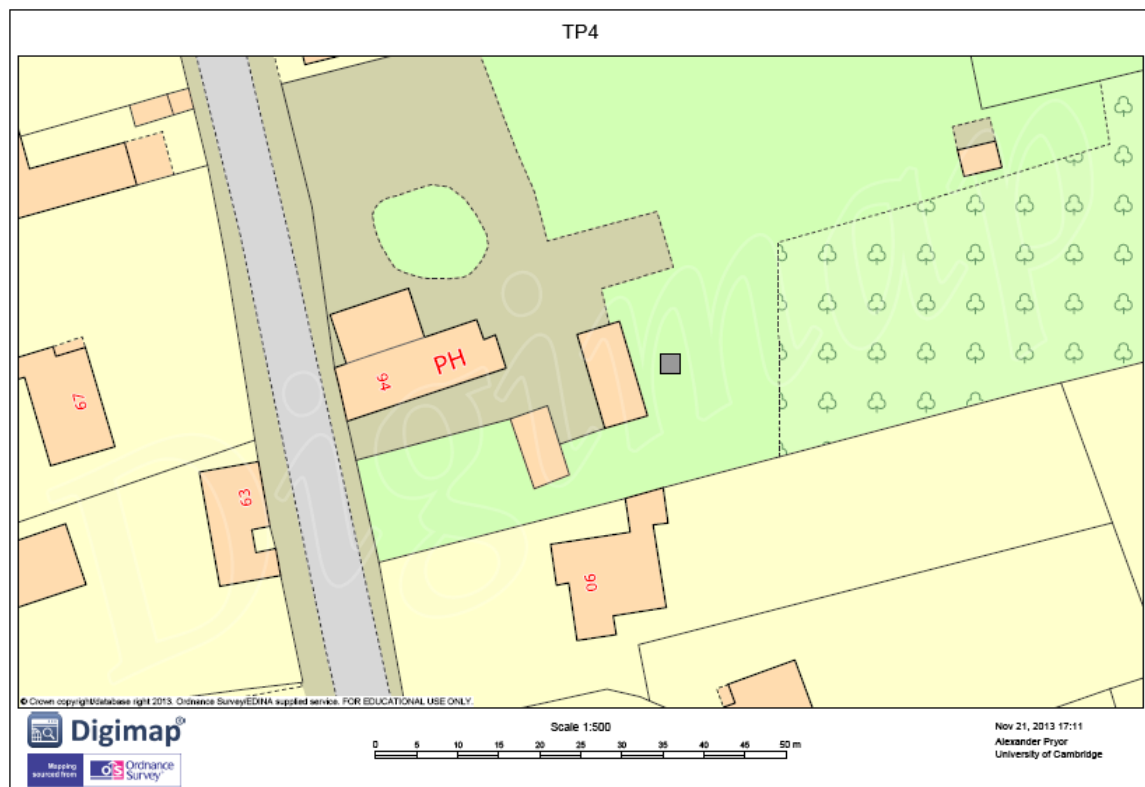 TP4
PH
94
67
63
90
Digimap
© Crown copyright/database right 2013. Ordnance Survey/EDINA supplied service. FOR EDUCATIONAL USE ONLY.
Digimap®
Mapping
sourced from
OS Ordnance
Survey
Scale 1:500
0 5 10 15 20 25 30 35 40 45 50 m
Nov 21, 2013 17:11
Alexander Pryor
University of Cambridge